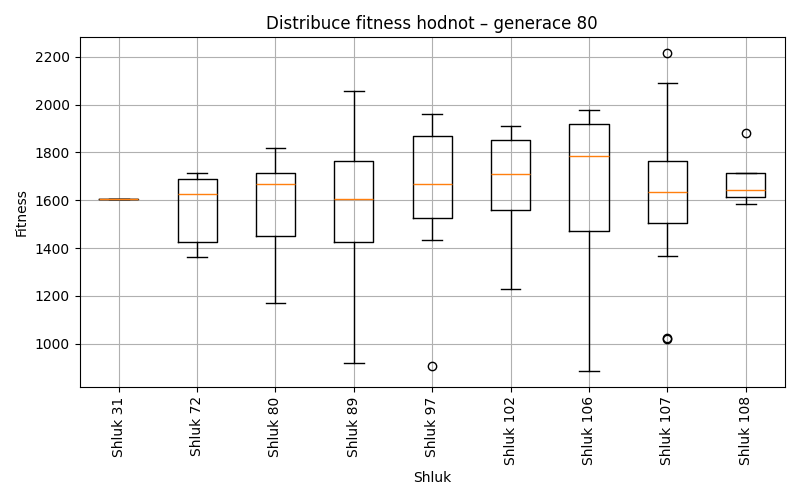 Distribuce fitness hodnot – generace 80
Fitness
2200
2000
1800
1600
1400
1200
1000
Shluk 31
Shluk 72
Shluk 80
Shluk 89
Shluk 97
Shluk 102
Shluk 106
Shluk 107
Shluk 108
Shluk